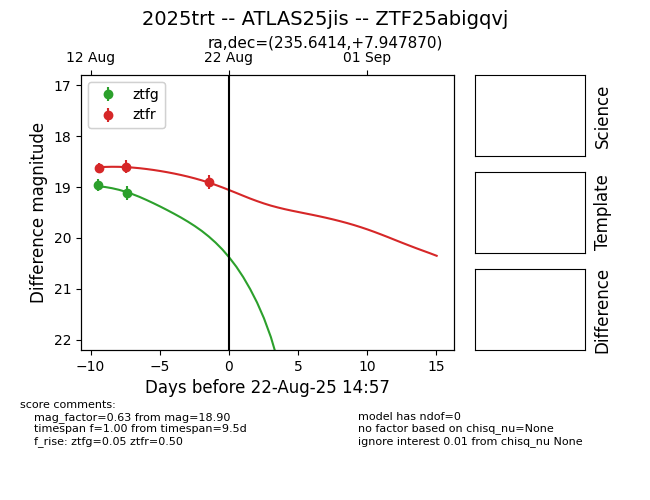 2025trt -- ATLAS25jis -- ZTF25abigqvj
ra,dec=(235.6414,+7.947870)
12 Aug 22 Aug 01 Sep
ztfg
ztfr
17
18
19
20
21
22
Difference magnitude
−10 −5 0 5 10 15
Days before 22-Aug-25 14:57
Science
Template
Difference
score comments:
mag_factor=0.63 from mag=18.90
timespan f=1.00 from timespan=9.5d
f_rise: ztfg=0.05 ztfr=0.50
model has ndof=0
no factor based on chisq_nu=None
ignore interest 0.01 from chisq_nu None